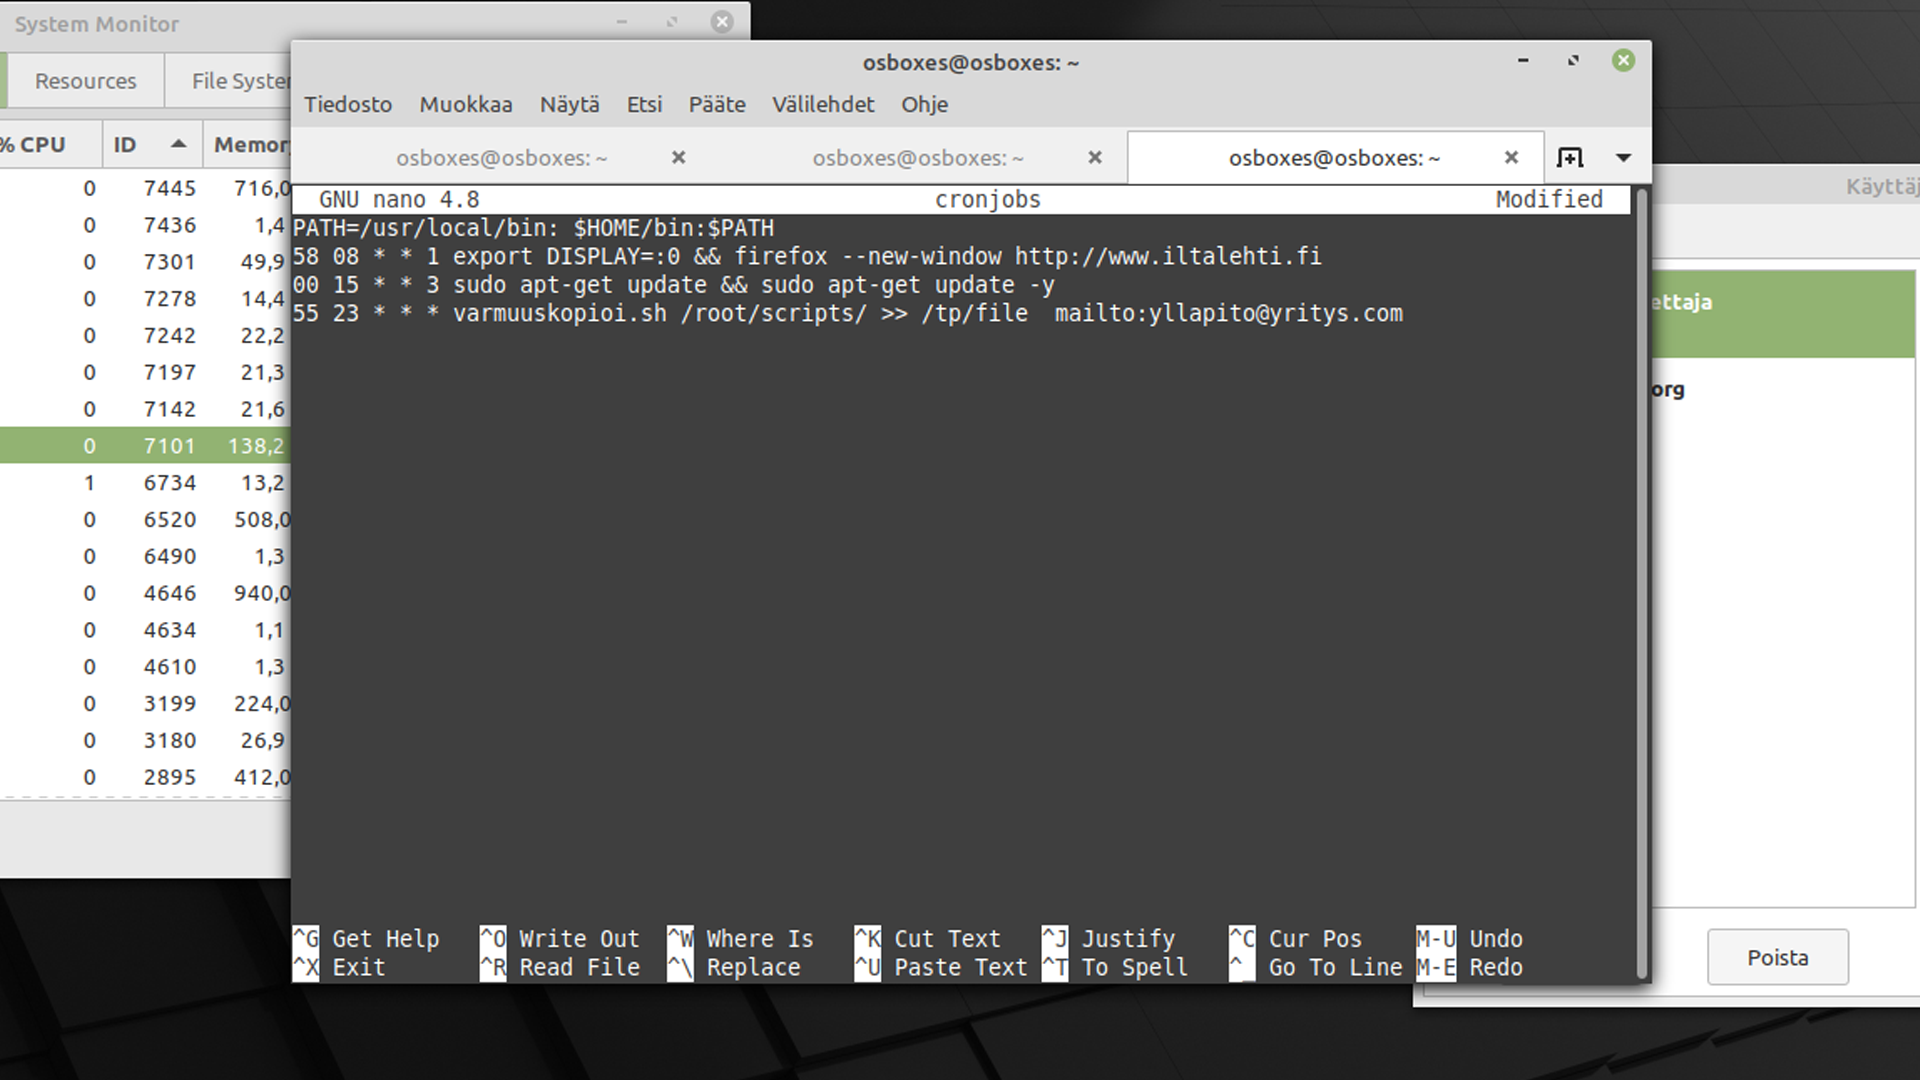 System Monitor
Resources
File System
% CPU ID Memory
0 7445 716,0
0 7436 1,4
0 7301 49,9
0 7278 14,4
0 7242 22,2
0 7197 21,3
0 7142 21,6
0 7101 138,2
1 6734 13,2
0 6520 508,0
0 6490 1,3
0 4646 940,0
0 4634 1,1
0 4610 1,3
0 3199 224,0
0 3180 26,9
0 2895 412,0
osboxes@osboxes: ~
Tiedosto Muokkaa Näytä Etsi Pääte Välilehdet Ohje
osboxes@osboxes: ~ osboxes@osboxes: ~ osboxes@osboxes: ~
GNU nano 4.8 cronjobs Modified
PATH=/usr/local/bin: $HOME/bin:$PATH
58 08 * * 1 export DISPLAY=:0 && firefox --new-window http://www.iltalehti.fi
00 15 * * 3 sudo apt-get update && sudo apt-get update -y
55 23 * * * varmuuskopioi.sh /root/scripts/ >> /tp/file  mailto:yllapito@yritys.com
^G Get Help ^O Write Out ^W Where Is ^K Cut Text ^J Justify ^C Cur Pos M-U Undo
^X Exit ^R Read File ^\ Replace ^U Paste Text ^T To Spell ^_ Go To Line M-E Redo
Käyttäj
ettaja
org
Poista